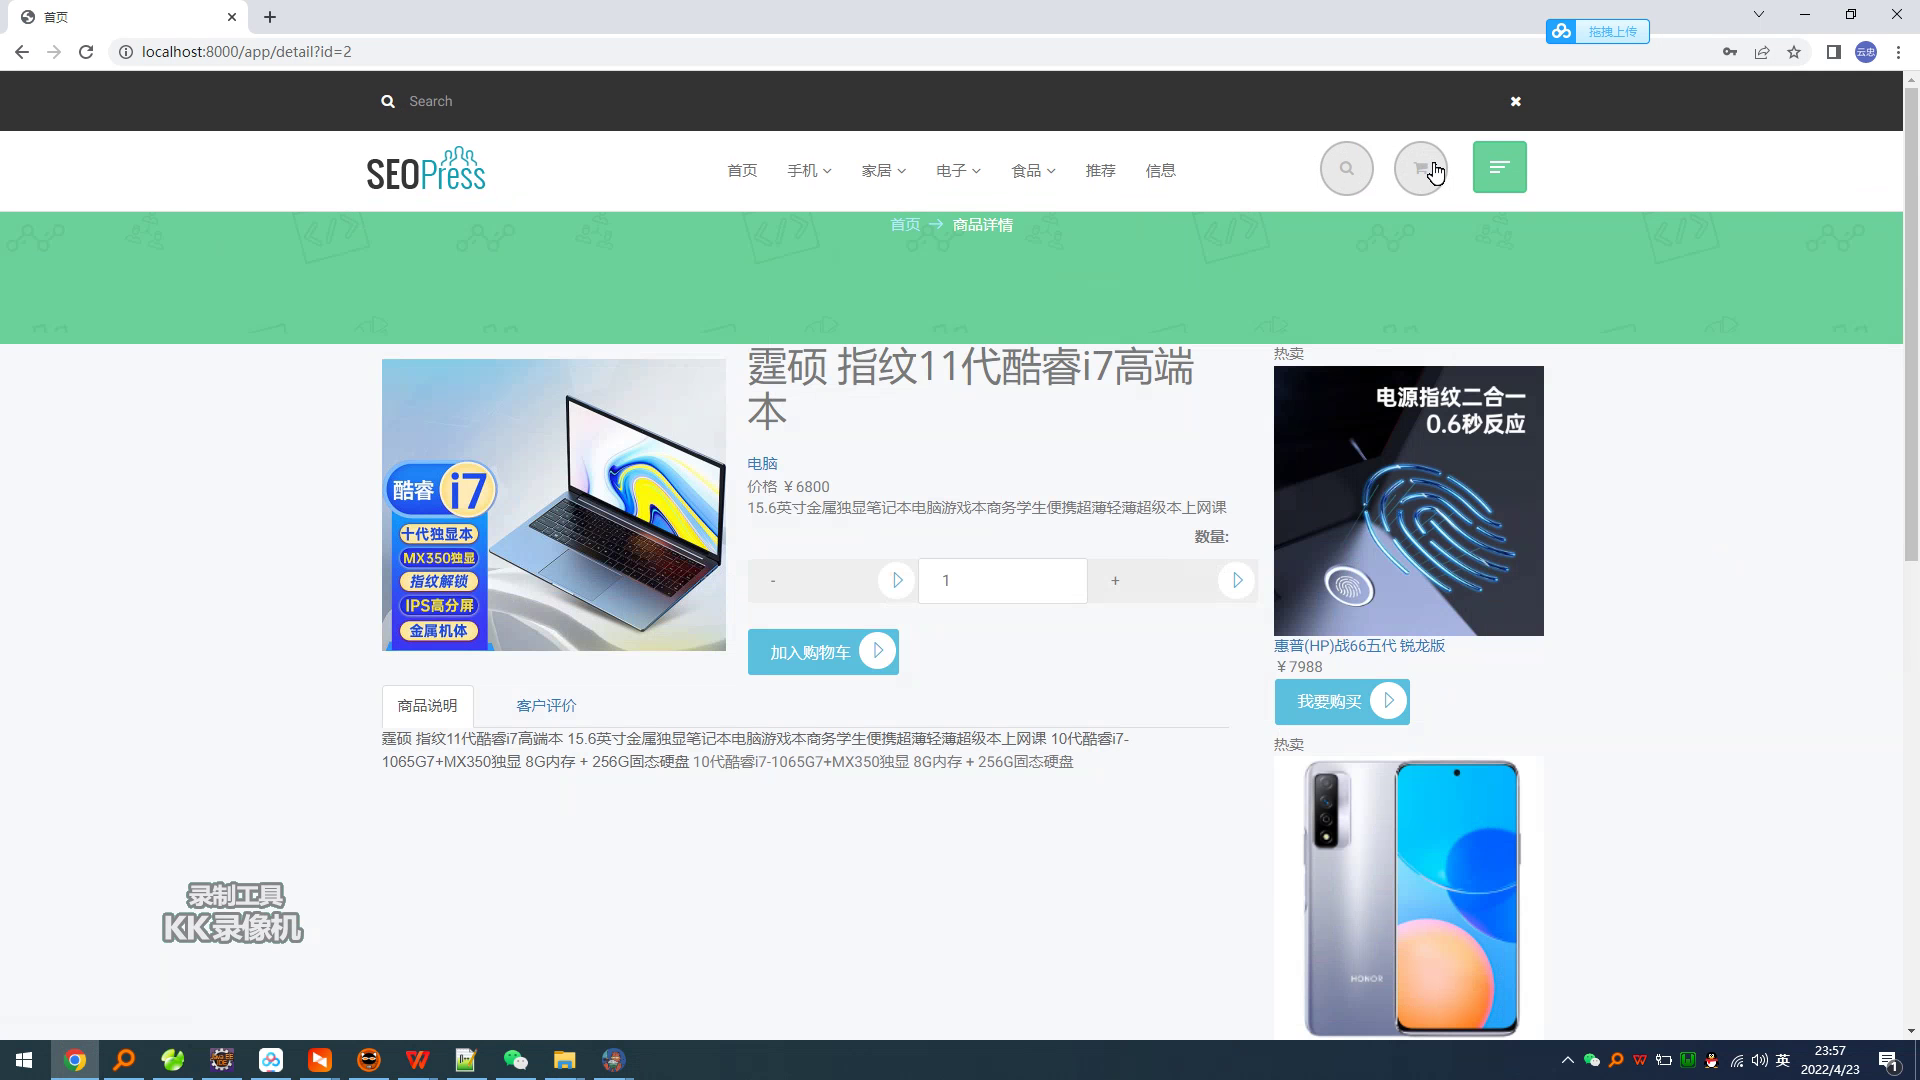 首页
拖拽上传
localhost:8000/app/detail?id=2
云忠
Search
SEOPress
首页
手机
家居
电子
食品
推荐
信息
首页 → 商品详情
霆硕 指纹11代酷睿i7高端
本
电脑
价格 ￥6800
15.6英寸金属独显笔记本电脑游戏本商务学生便携超薄轻薄超级本上网课
数量:
- 1 +
加入购物车
酷睿 i7
十代独显本
MX350独显
指纹解锁
IPS高分屏
金属机体
商品说明
客户评价
霆硕 指纹11代酷睿i7高端本 15.6英寸金属独显笔记本电脑游戏本商务学生便携超薄轻薄超级本上网课 10代酷睿i7-
1065G7+MX350独显 8G内存 + 256G固态硬盘 10代酷睿i7-1065G7+MX350独显 8G内存 + 256G固态硬盘
热卖
电源指纹二合一
0.6秒反应
惠普(HP)战66五代 锐龙版
￥7988
我要购买
热卖
HONOR
录制工具
KK录像机
英
23:57
2022/4/23
1